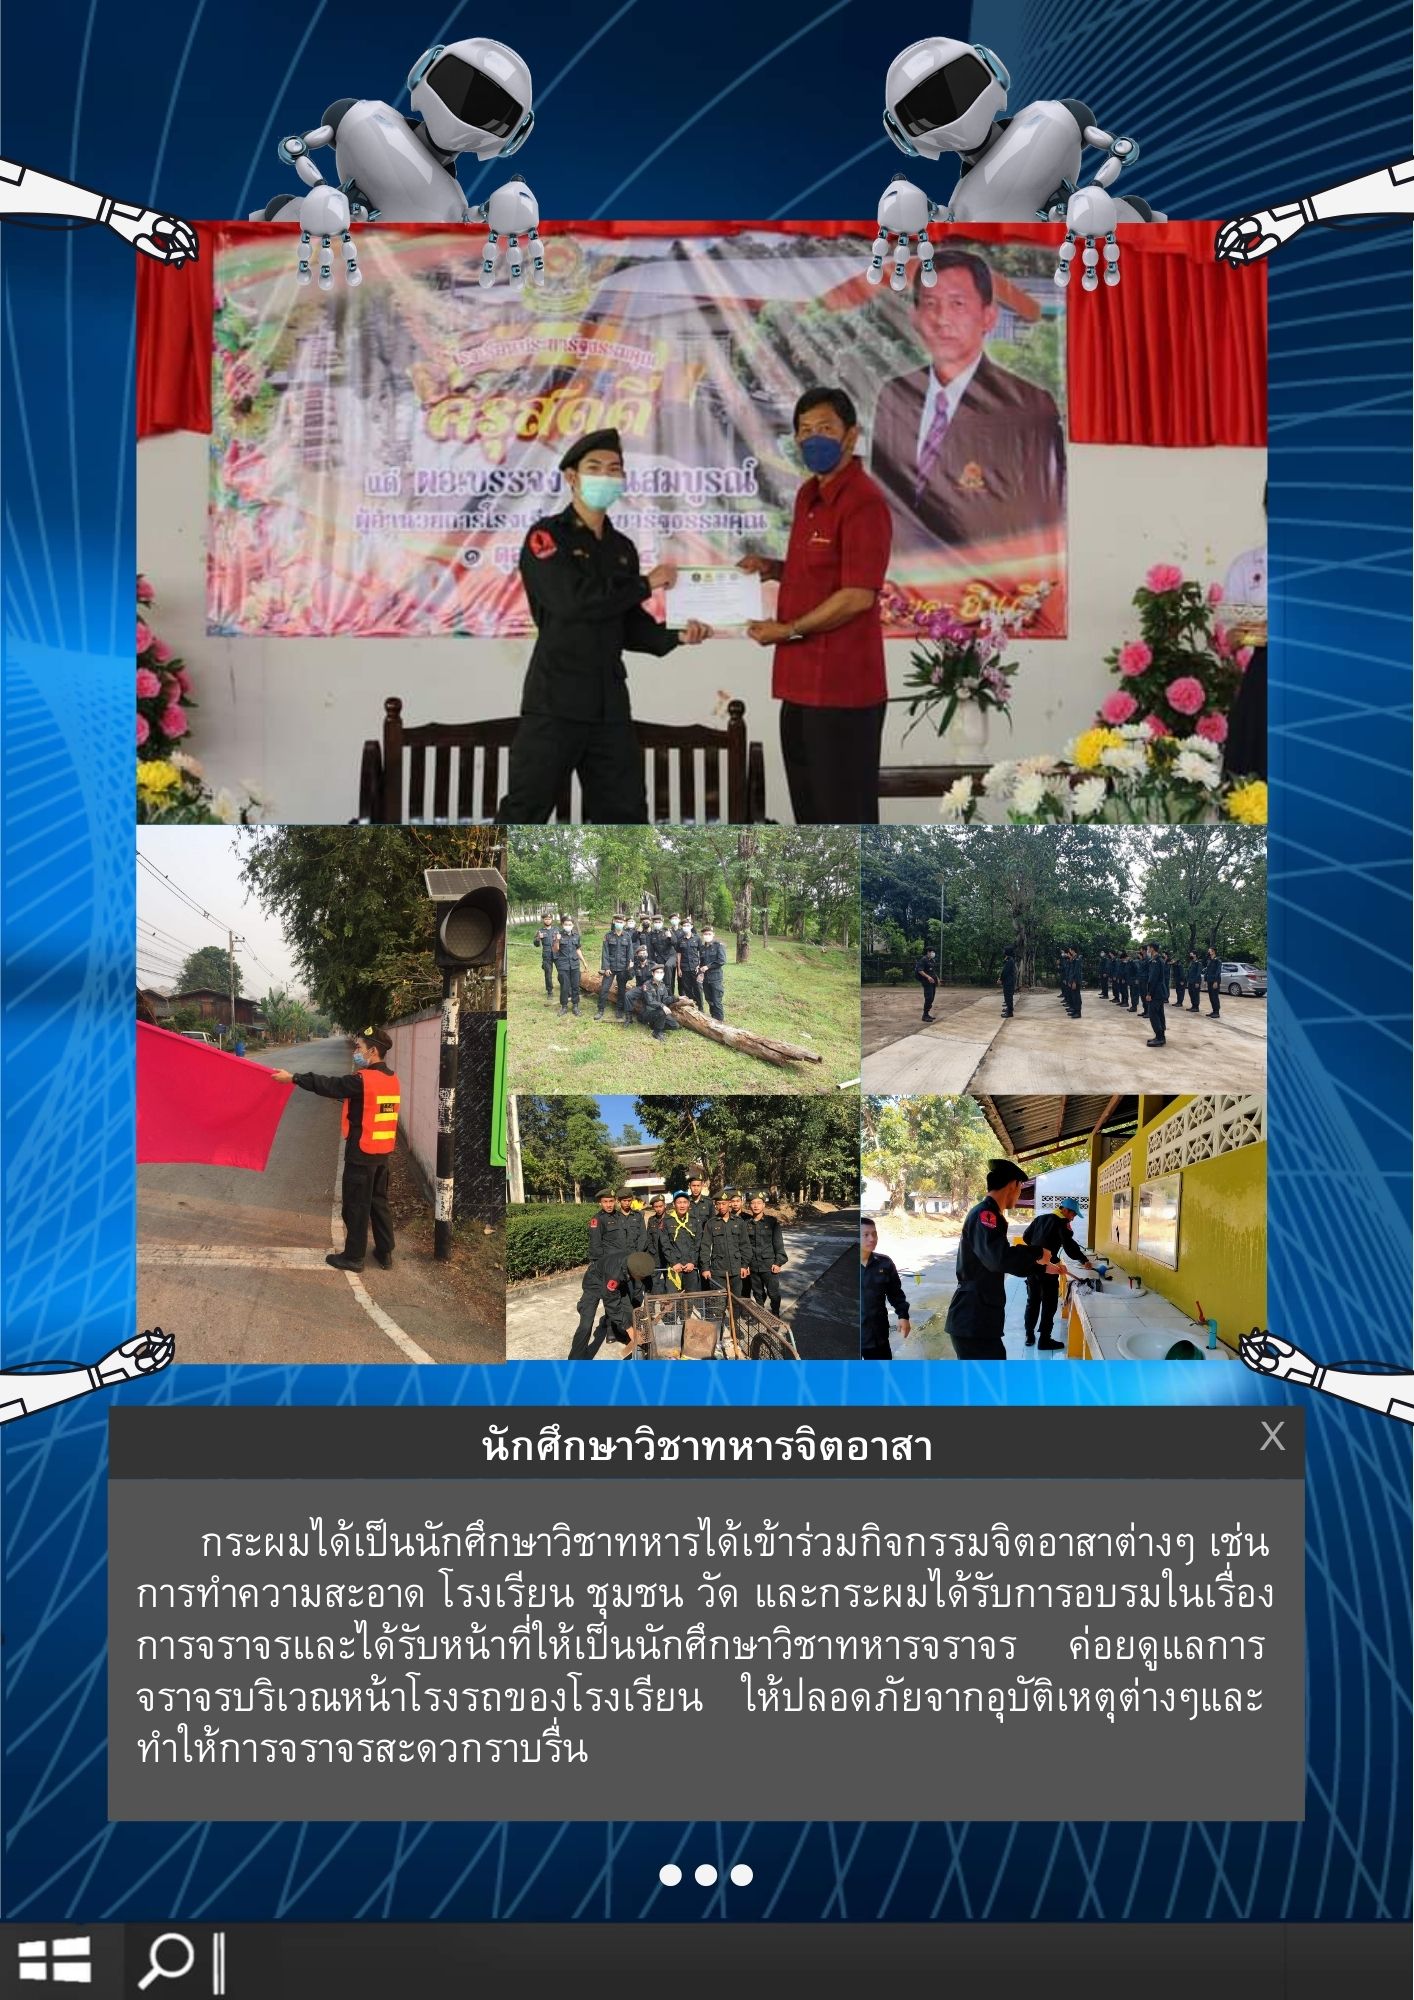 ครุสดุดี
นักศึกษาวิชาทหารจิตอาสา
X
กระผมได้เป็นนักศึกษาวิชาทหารได้เข้าร่วมกิจกรรมจิตอาสาต่างๆ เช่น
การทำความสะอาด โรงเรียน ชุมชน วัด และกระผมได้รับการอบรมในเรื่อง
การจราจรและได้รับหน้าที่ให้เป็นนักศึกษาวิชาทหารจราจร ค่อยดูแลการ
จราจรบริเวณหน้าโรงรถของโรงเรียน ให้ปลอดภัยจากอุบัติเหตุต่างๆและ
ทำให้การจราจรสะดวกราบรื่น